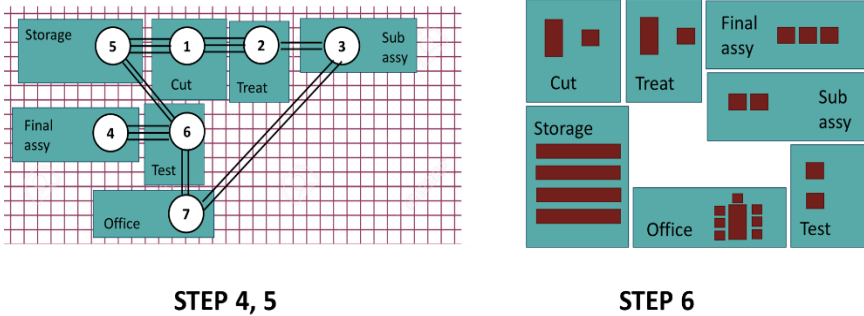 Storage
5
1
2
3
Sub
assy
Cut
Treat
Final
assy
4
6
Test
Office
7
STEP 4, 5
Cut
Treat
Final
assy
Sub
assy
Storage
Office
Test
STEP 6